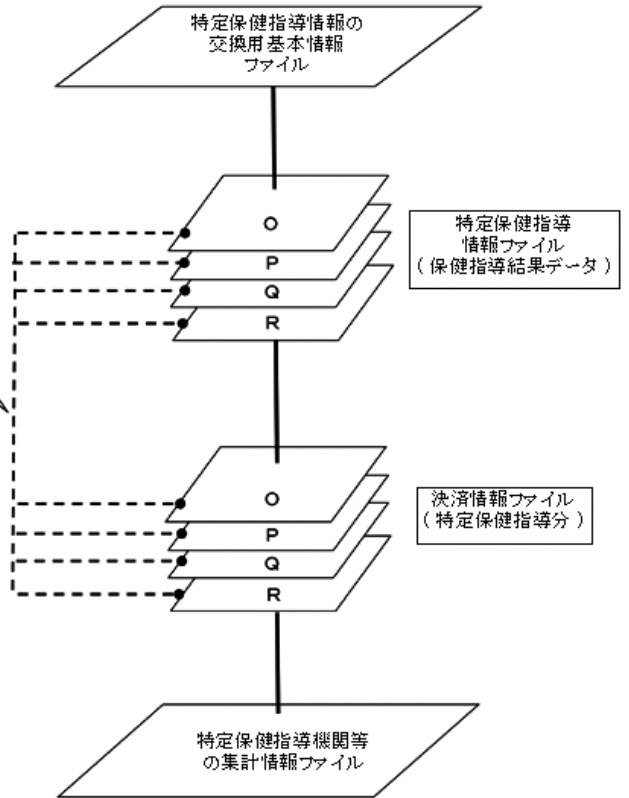 特定保健指導情報の
交換用基本情報
ファイル
O
P
Q
R
特定保健指導
情報ファイル
(保健指導結果データ)
O
P
Q
R
決済情報ファイル
(特定保健指導分)
特定保健指導機関等
の集計情報ファイル